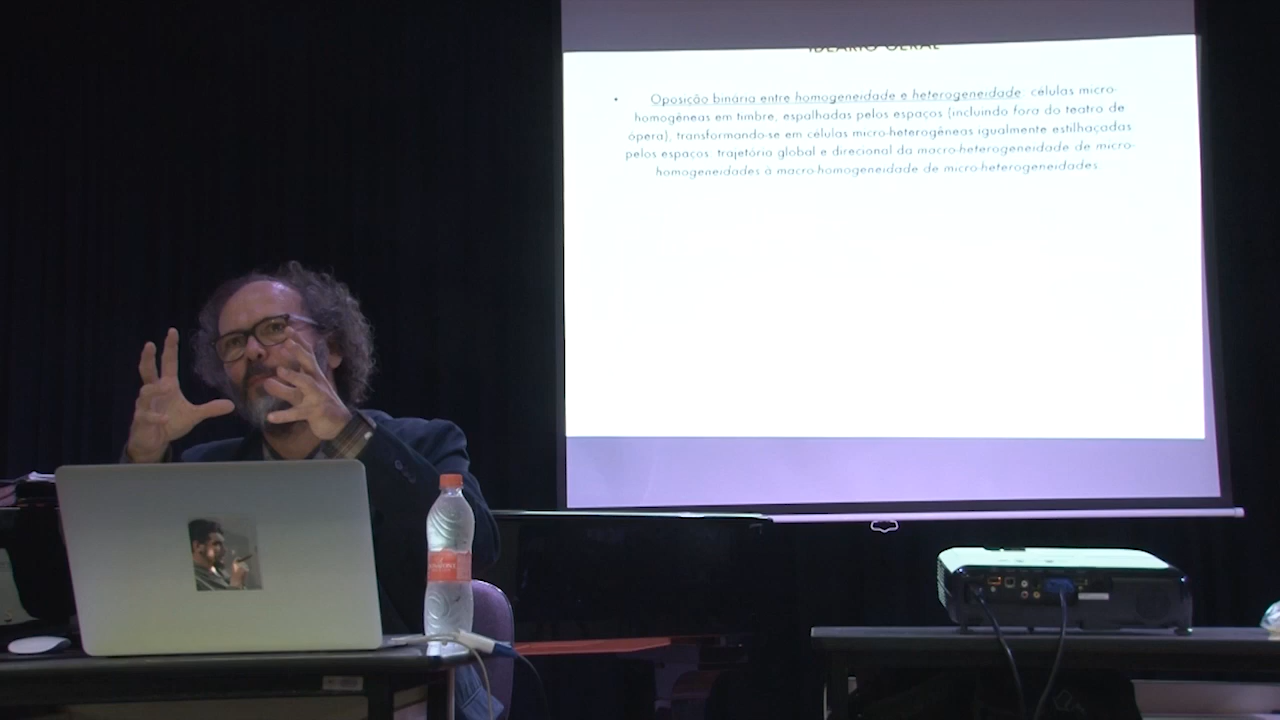 IDEÁRIO GERAL
• Oposição binária entre homogeneidade e heterogeneidade: células micro-
homogêneas em timbre, espalhadas pelos espaços (incluindo fora do teatro de
ópera), transformando-se em células micro-heterogêneas igualmente estilhaçadas
pelos espaços: trajetória global e direcional da macro-heterogeneidade de micro-
homogeneidades à macro-homogeneidade de micro-heterogeneidades.